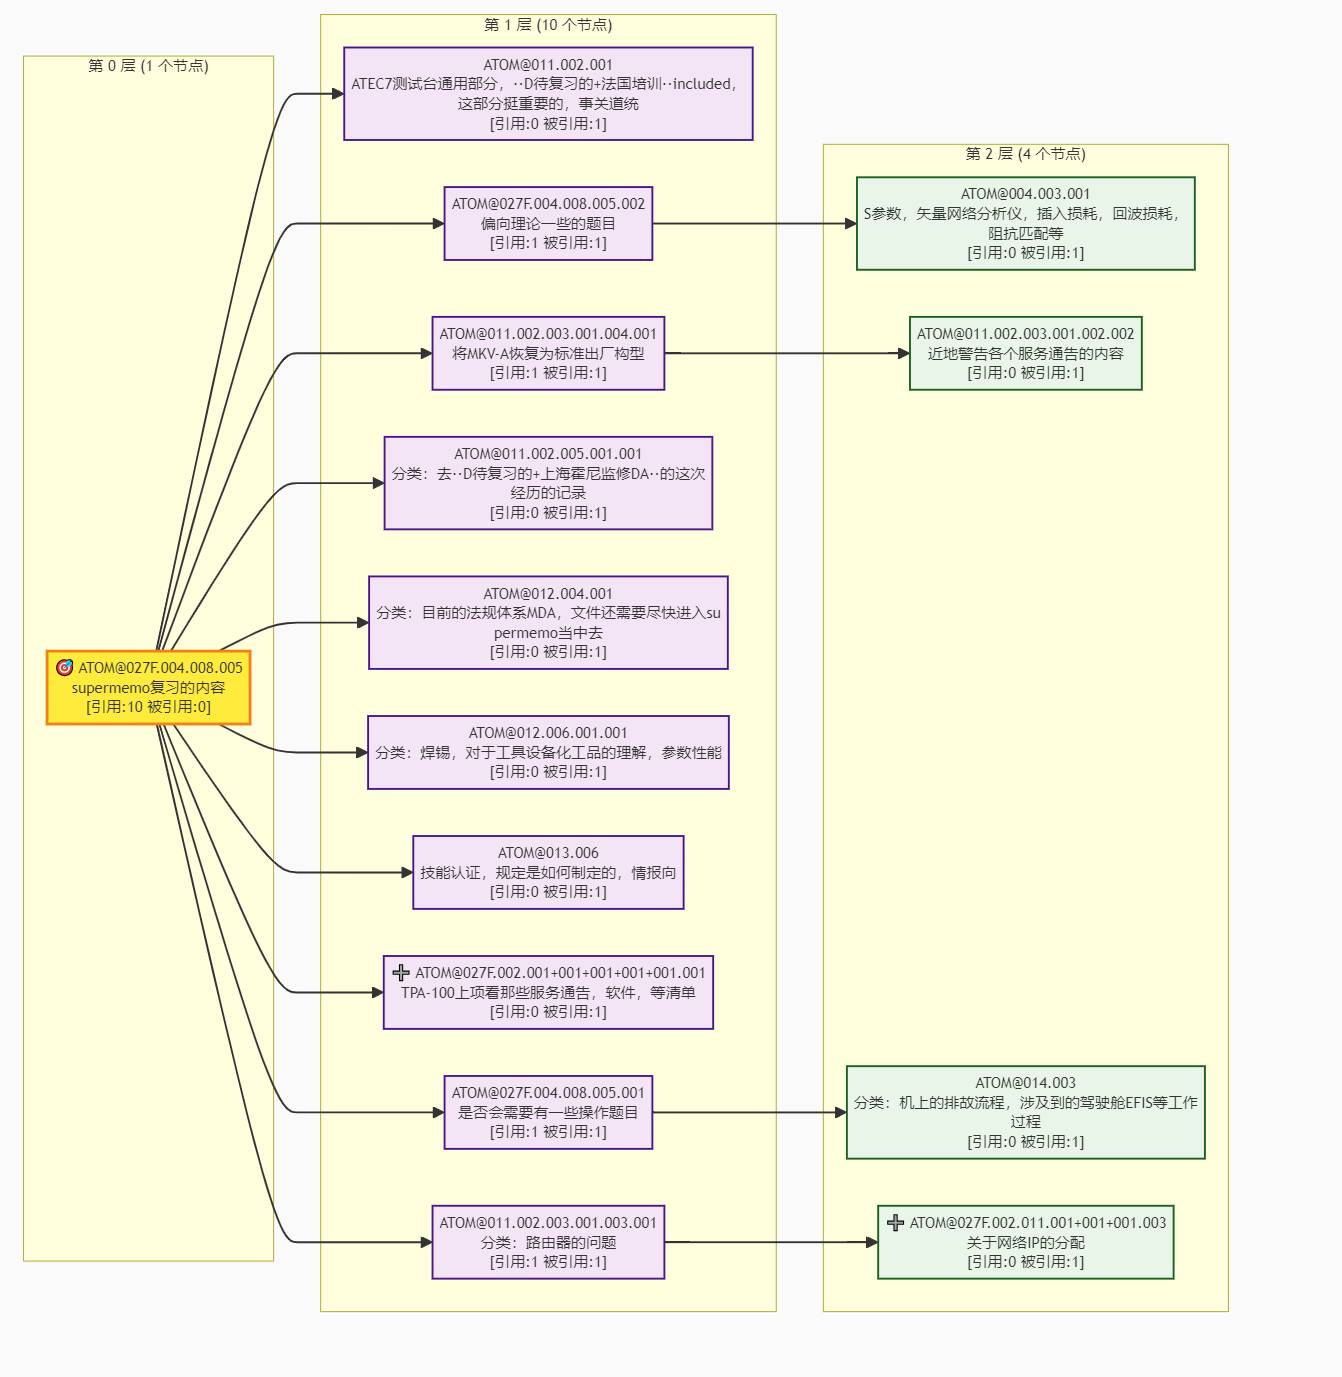 第 0 层 (1 个节点)
🎯 ATOM@027F.004.008.005
supermemo复习的内容
[引用:10 被引用:0]
第 1 层 (10 个节点)
ATOM@011.002.001
ATEC7测试台通用部分，··D待复习的+法国培训··included，
这部分挺重要的，事关道统
[引用:0 被引用:1]
ATOM@027F.004.008.005.002
偏向理论一些的题目
[引用:1 被引用:1]
ATOM@011.002.003.001.004.001
将MKV-A恢复为标准出厂构型
[引用:1 被引用:1]
ATOM@011.002.005.001.001
分类：去··D待复习的+上海霍尼监修DA··的这次
经历的记录
[引用:0 被引用:1]
ATOM@012.004.001
分类：目前的法规体系MDA，文件还需要尽快进入su
permemo当中去
[引用:0 被引用:1]
ATOM@012.006.001.001
分类：焊锡，对于工具设备化工品的理解，参数性能
[引用:0 被引用:1]
ATOM@013.006
技能认证，规定是如何制定的，情报向
[引用:0 被引用:1]
➕ ATOM@027F.002.001+001+001+001+001.001
TPA-100上项看那些服务通告，软件，等清单
[引用:0 被引用:1]
ATOM@027F.004.008.005.001
是否会需要有一些操作题目
[引用:1 被引用:1]
ATOM@011.002.003.001.003.001
分类：路由器的问题
[引用:1 被引用:1]
第 2 层 (4 个节点)
ATOM@004.003.001
S参数，矢量网络分析仪，插入损耗，回波损耗，
阻抗匹配等
[引用:0 被引用:1]
ATOM@011.002.003.001.002.002
近地警告各个服务通告的内容
[引用:0 被引用:1]
ATOM@014.003
分类：机上的排故流程，涉及到的驾驶舱EFIS等工作
过程
[引用:0 被引用:1]
➕ ATOM@027F.002.011.001+001+001.003
关于网络IP的分配
[引用:0 被引用:1]